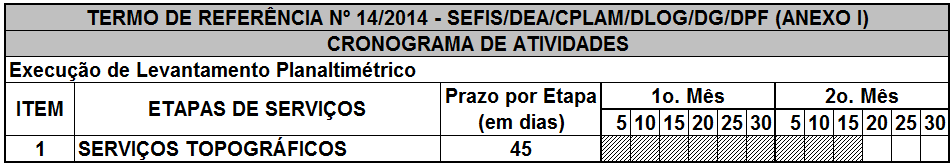 TERMO DE REFERÊNCIA Nº 14/2014 - SEFIS/DEA/CPLAM/DLOG/DG/DPF (ANEXO I)
CRONOGRAMA DE ATIVIDADES
Execução de Levantamento Planaltimétrico
ITEM ETAPAS DE SERVIÇOS Prazo por Etapa (em dias) 1o. Mês 2o. Mês
5 10 15 20 25 30 5 10 15 20 25 30
1 SERVIÇOS TOPOGRÁFICOS 45